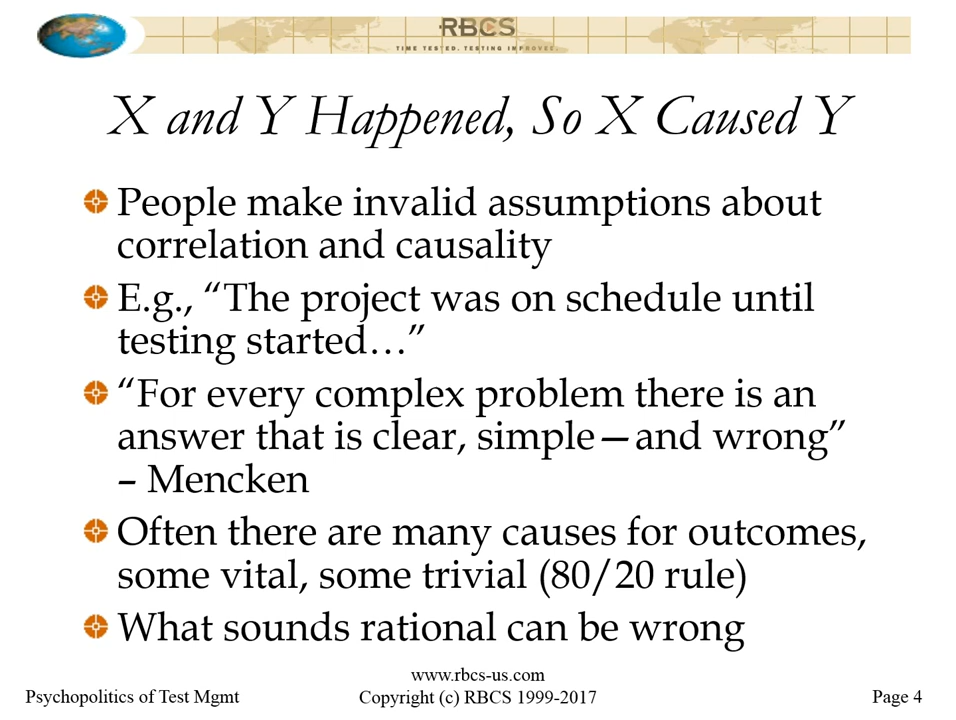 RBCS
TIME TESTED. TESTING IMPROVED.
X and Y Happened, So X Caused Y
People make invalid assumptions about
correlation and causality
E.g., “The project was on schedule until
testing started…”
“For every complex problem there is an
answer that is clear, simple—and wrong”
– Mencken
Often there are many causes for outcomes,
some vital, some trivial (80/20 rule)
What sounds rational can be wrong
www.rbcs-us.com
Psychopolitics of Test Mgmt
Copyright (c) RBCS 1999-2017
Page 4